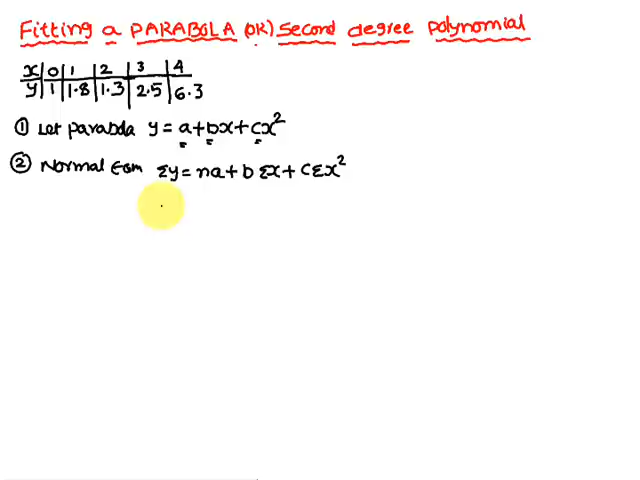 Fitting a PARABOLA (OR) Second degree polynomial
x 0 1 2 3 4
y 1 1.8 1.3 2.5 6.3
① Let parabola y = a+bx+cx²
② Normal eqn Σy = na+b Σx+ cΣx²